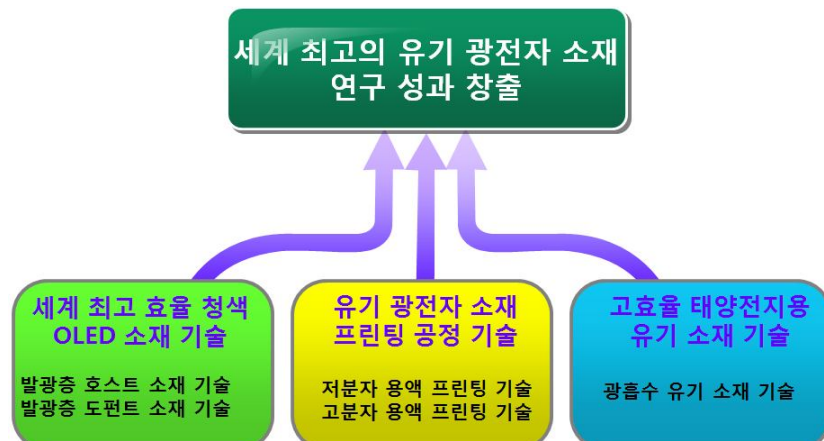 세계 최고의 유기 광전자 소재
연구 성과 창출
세계 최고 효율 청색
OLED 소재 기술
발광층 호스트 소재 기술
발광층 도펀트 소재 기술
유기 광전자 소재
프린팅 공정 기술
저분자 용액 프린팅 기술
고분자 용액 프린팅 기술
고효율 태양전지용
유기 소재 기술
광흡수 유기 소재 기술